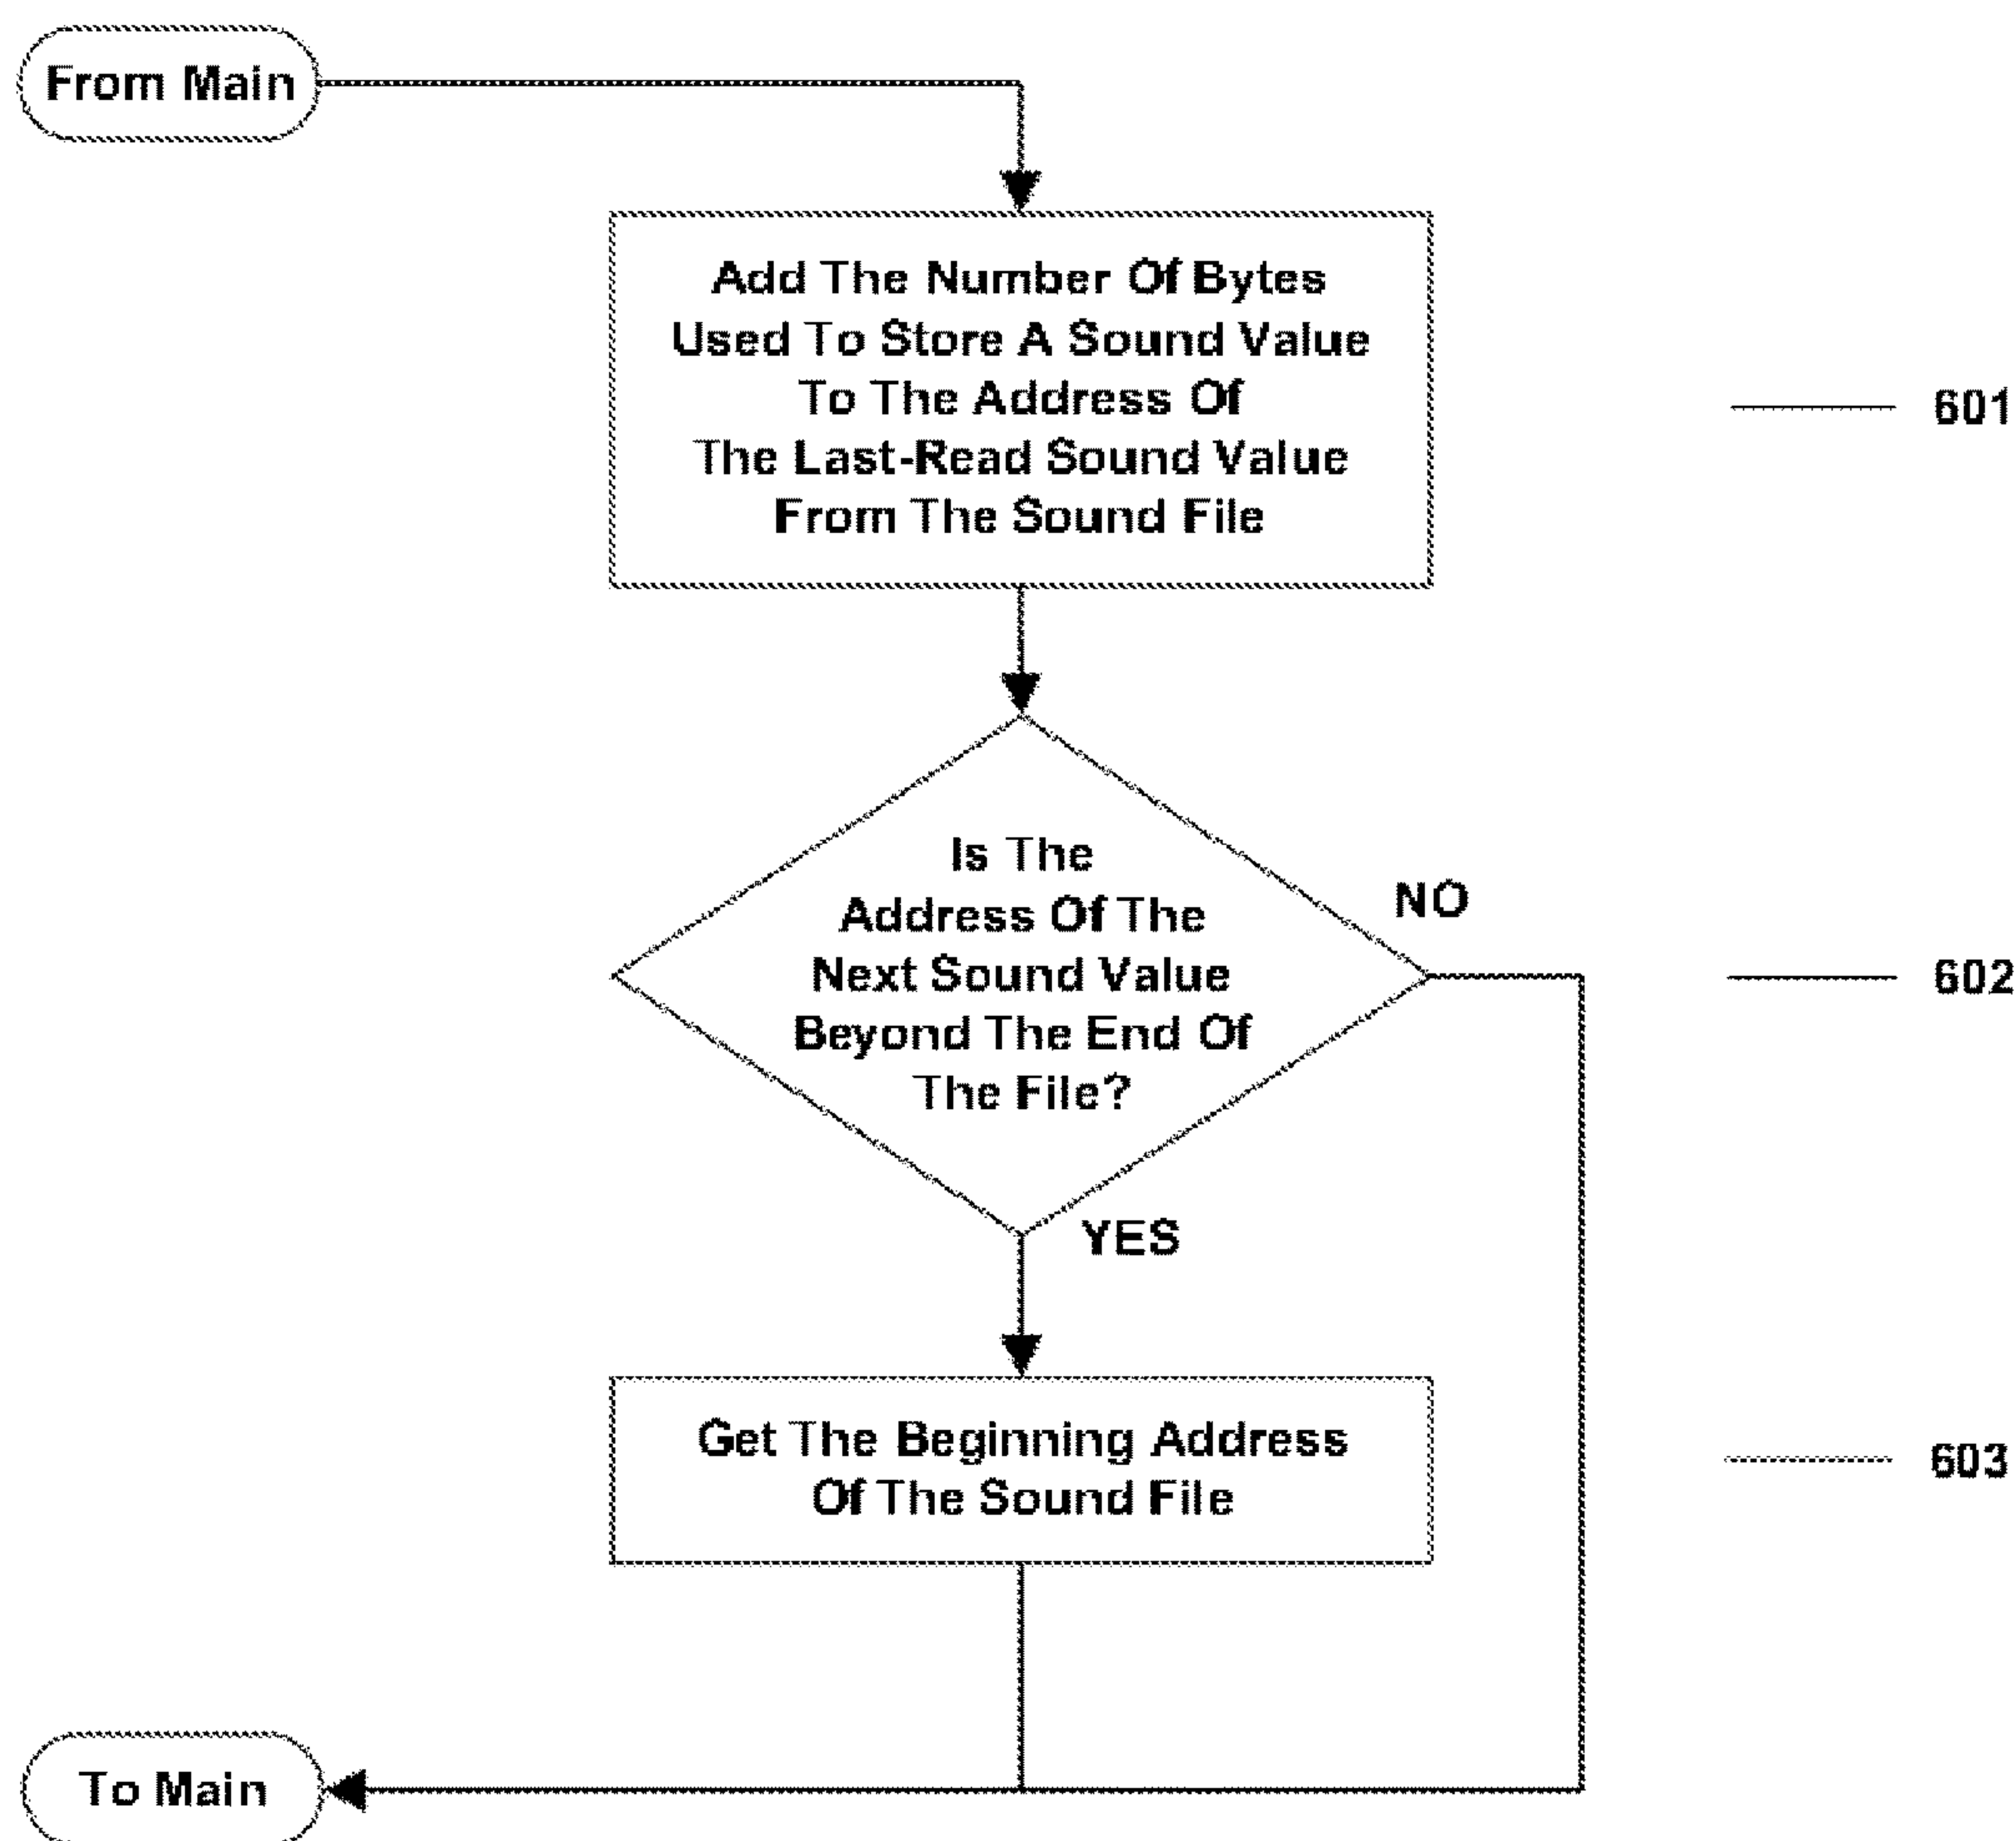 From Main
Add The Number Of Bytes
Used To Store A Sound Value
To The Address Of
The Last-Read Sound Value
From The Sound File
601
Is The
Address Of The
Next Sound Value
Beyond The End Of
The File?
NO
602
YES
Get The Beginning Address
Of The Sound File
603
To Main